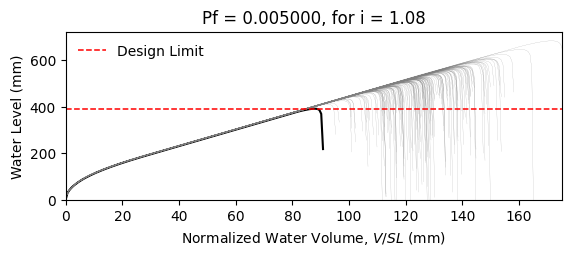 Pf = 0.005000, for i = 1.08
Design Limit
Water Level (mm)
600
400
200
0
0 20 40 60 80 100 120 140 160
Normalized Water Volume, V/SL (mm)